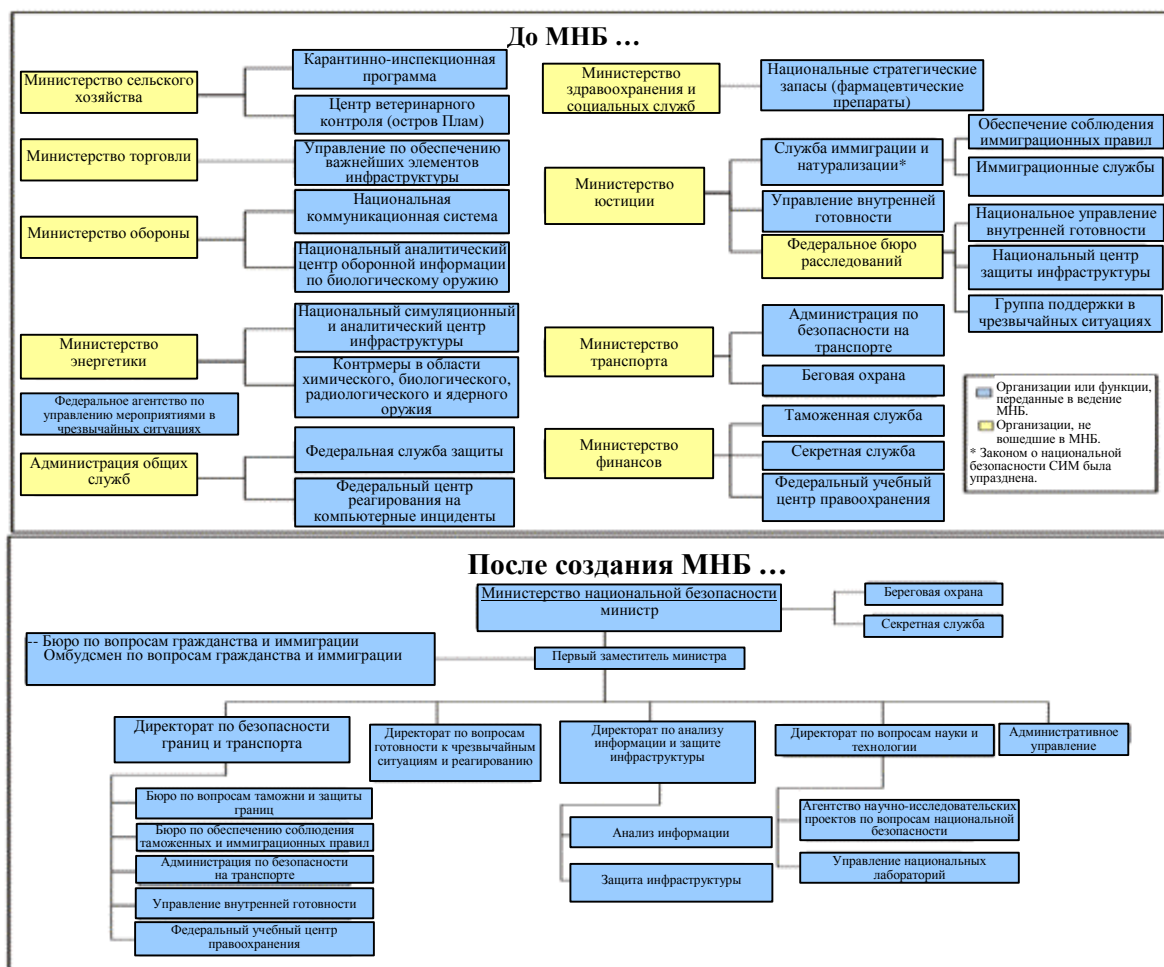 До МНБ …
Министерство сельского
хозяйства
Карантинно-инспекционная
программа
Центр ветеринарного
контроля (остров Плам)
Министерство торговли
Управление по обеспечению
важнейших элементов
инфраструктуры
Министерство обороны
Национальная
коммуникационная система
Национальный аналитический
центр оборонной информации
по биологическому оружию
Министерство
энергетики
Национальный симуляционный
и аналитический центр
инфраструктуры
Контрмеры в области
химического, биологического,
радиологического и ядерного
оружия
Федеральное агентство по
управлению мероприятиями в
чрезвычайных ситуациях
Администрация общих
служб
Федеральная служба защиты
Федеральный центр
реагирования на
компьютерные инциденты
Министерство
здравоохранения и
социальных служб
Национальные стратегические
запасы (фармацевтические
препараты)
Министерство
юстиции
Служба иммиграции и
натурализации*
Обеспечение соблюдения
иммиграционных правил
Иммиграционные службы
Управление внутренней
готовности
Федеральное бюро
расследований
Национальное управление
внутренней готовности
Национальный центр
защиты инфраструктуры
Группа поддержки в
чрезвычайных ситуациях
Министерство
транспорта
Администрация по
безопасности на
транспорте
Беговая охрана
Министерство
финансов
Таможенная служба
Секретная служба
Федеральный учебный
центр правоохранения
Организации или функции,
переданные в ведение
МНБ.
Организации, не
вошедшие в МНБ.
* Законом о национальной
безопасности СИМ была
упразднена.
После создания МНБ …
Министерство национальной безопасности
министр
Береговая охрана
Секретная служба
-- Бюро по вопросам гражданства и иммиграции
Омбудсмен по вопросам гражданства и иммиграции
Первый заместитель министра
Директорат по безопасности
границ и транспорта
Директорат по вопросам
готовности к чрезвычайным
ситуациям и реагированию
Директорат по анализу
информации и защите
инфраструктуры
Директорат по вопросам науки и
технологии
Административное
управление
Бюро по вопросам таможни и защиты
границ
Бюро по обеспечению соблюдения
таможенных и иммиграционных правил
Администрация по безопасности
на транспорте
Управление внутренней готовности
Федеральный учебный центр
правоохранения
Анализ информации
Защита инфраструктуры
Агентство научно-исследовательских
проектов по вопросам национальной
безопасности
Управление национальных
лабораторий